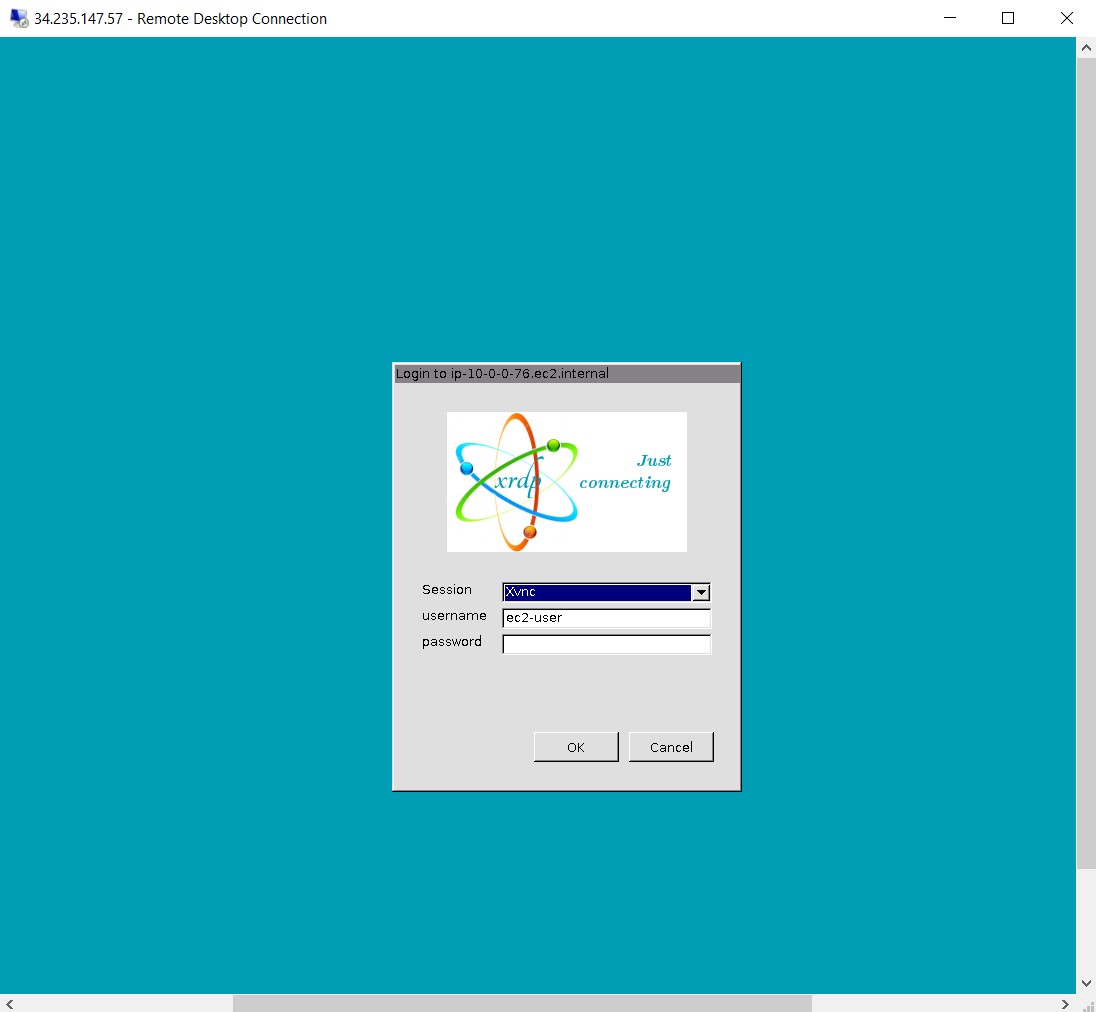 34.235.147.57 - Remote Desktop Connection
Login to ip-10-0-0-76.ec2.internal
xrdp
Just
connecting
Session Xvnc
username ec2-user
password
OK Cancel